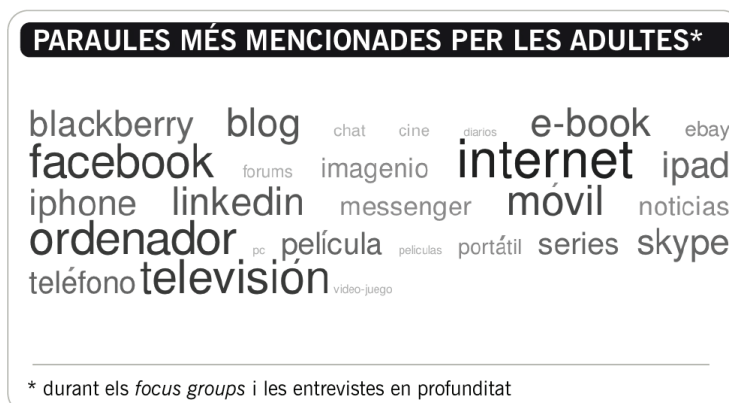 PARAULES MÉS MENCIONADES PER LES ADULTES*
blackberry blog chat cine diarios e-book ebay
facebook forums imagenio internet ipad
iphone linkedin messenger móvil noticias
ordenador pc película peliculas portátil series skype
teléfono televisión video-juego
* durant els focus groups i les entrevistes en profunditat